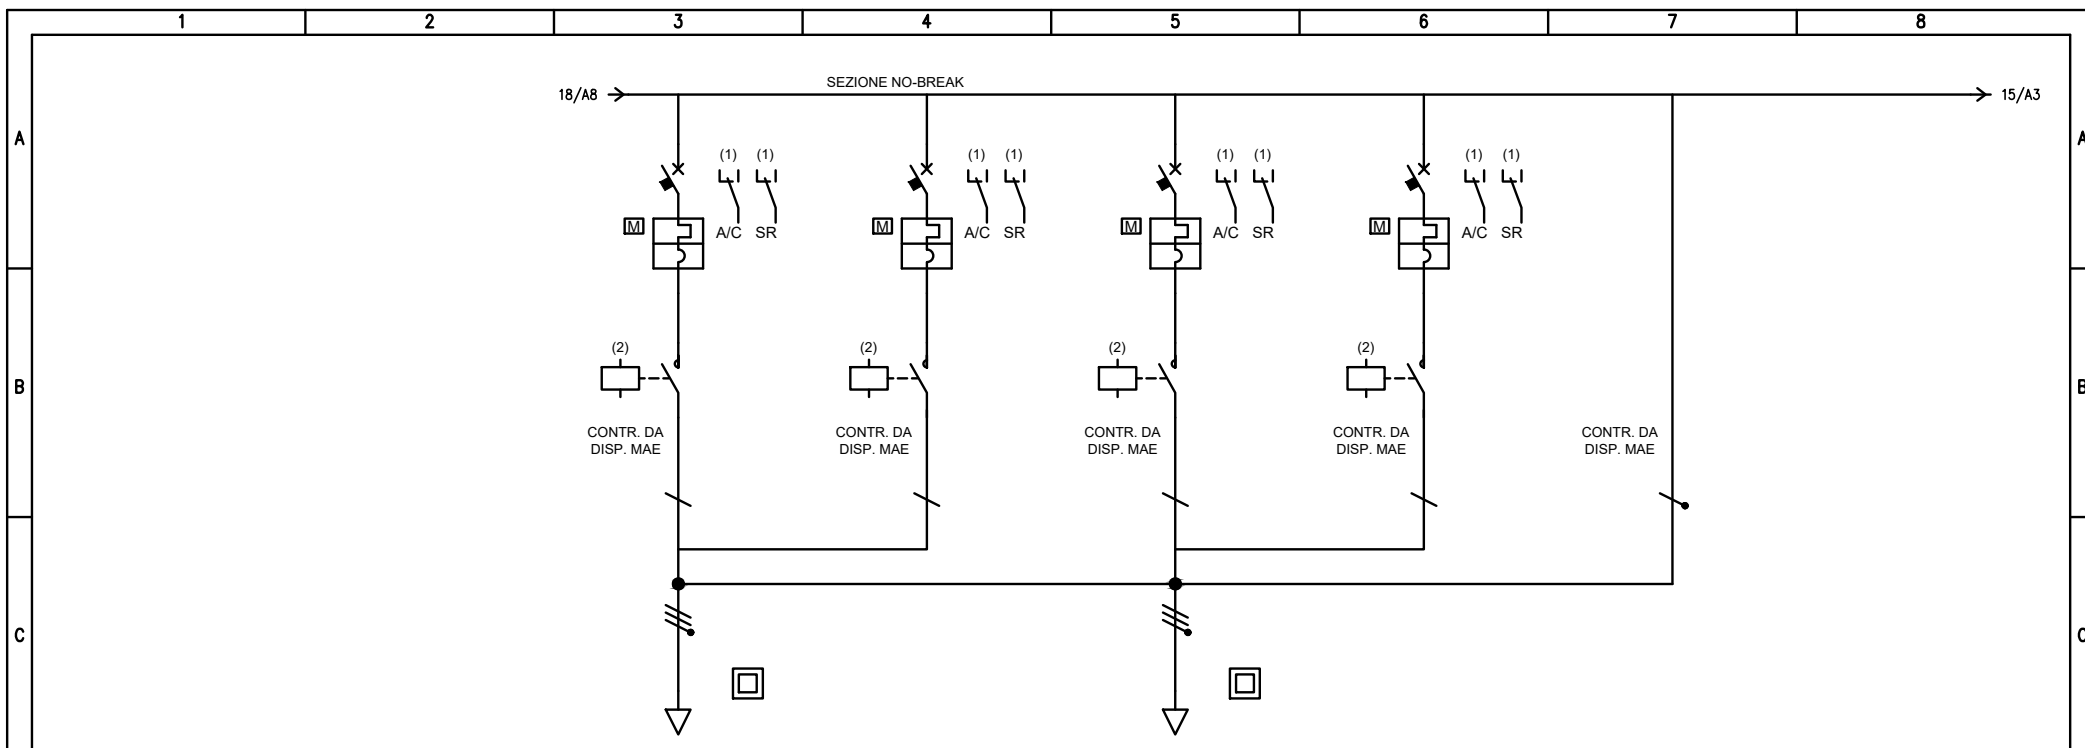 1 2 3 4 5 6 7 8
SEZIONE NO-BREAK
18/A8 15/A3
A A
(1) (1) (1) (1) (1) (1) (1) (1)
M A/C SR M A/C SR M A/C SR M A/C SR
(2) (2) (2) (2)
B B
CONTR. DA CONTR. DA CONTR. DA CONTR. DA CONTR. DA
DISP. MAE DISP. MAE DISP. MAE DISP. MAE DISP. MAE
C C